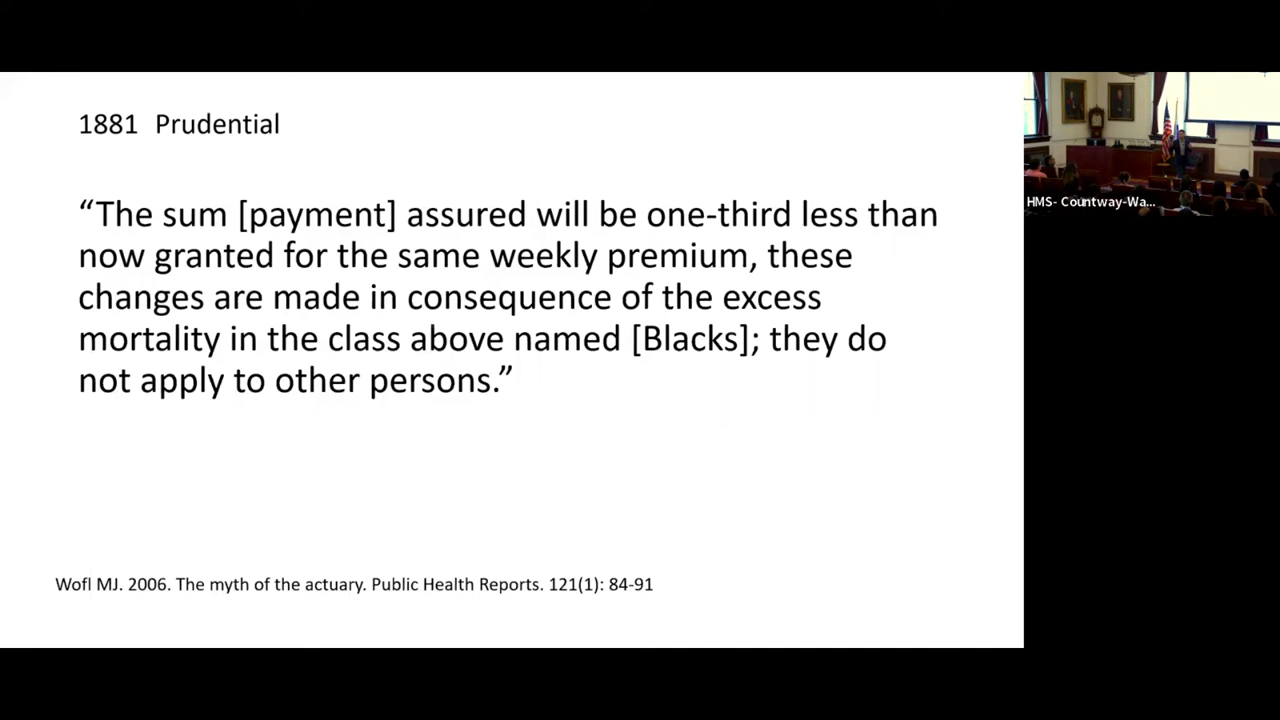 1881 Prudential
“The sum [payment] assured will be one-third less than
now granted for the same weekly premium, these
changes are made in consequence of the excess
mortality in the class above named [Blacks]; they do
not apply to other persons.”
Wofl MJ. 2006. The myth of the actuary. Public Health Reports. 121(1): 84-91
HMS- Countway-Wa...